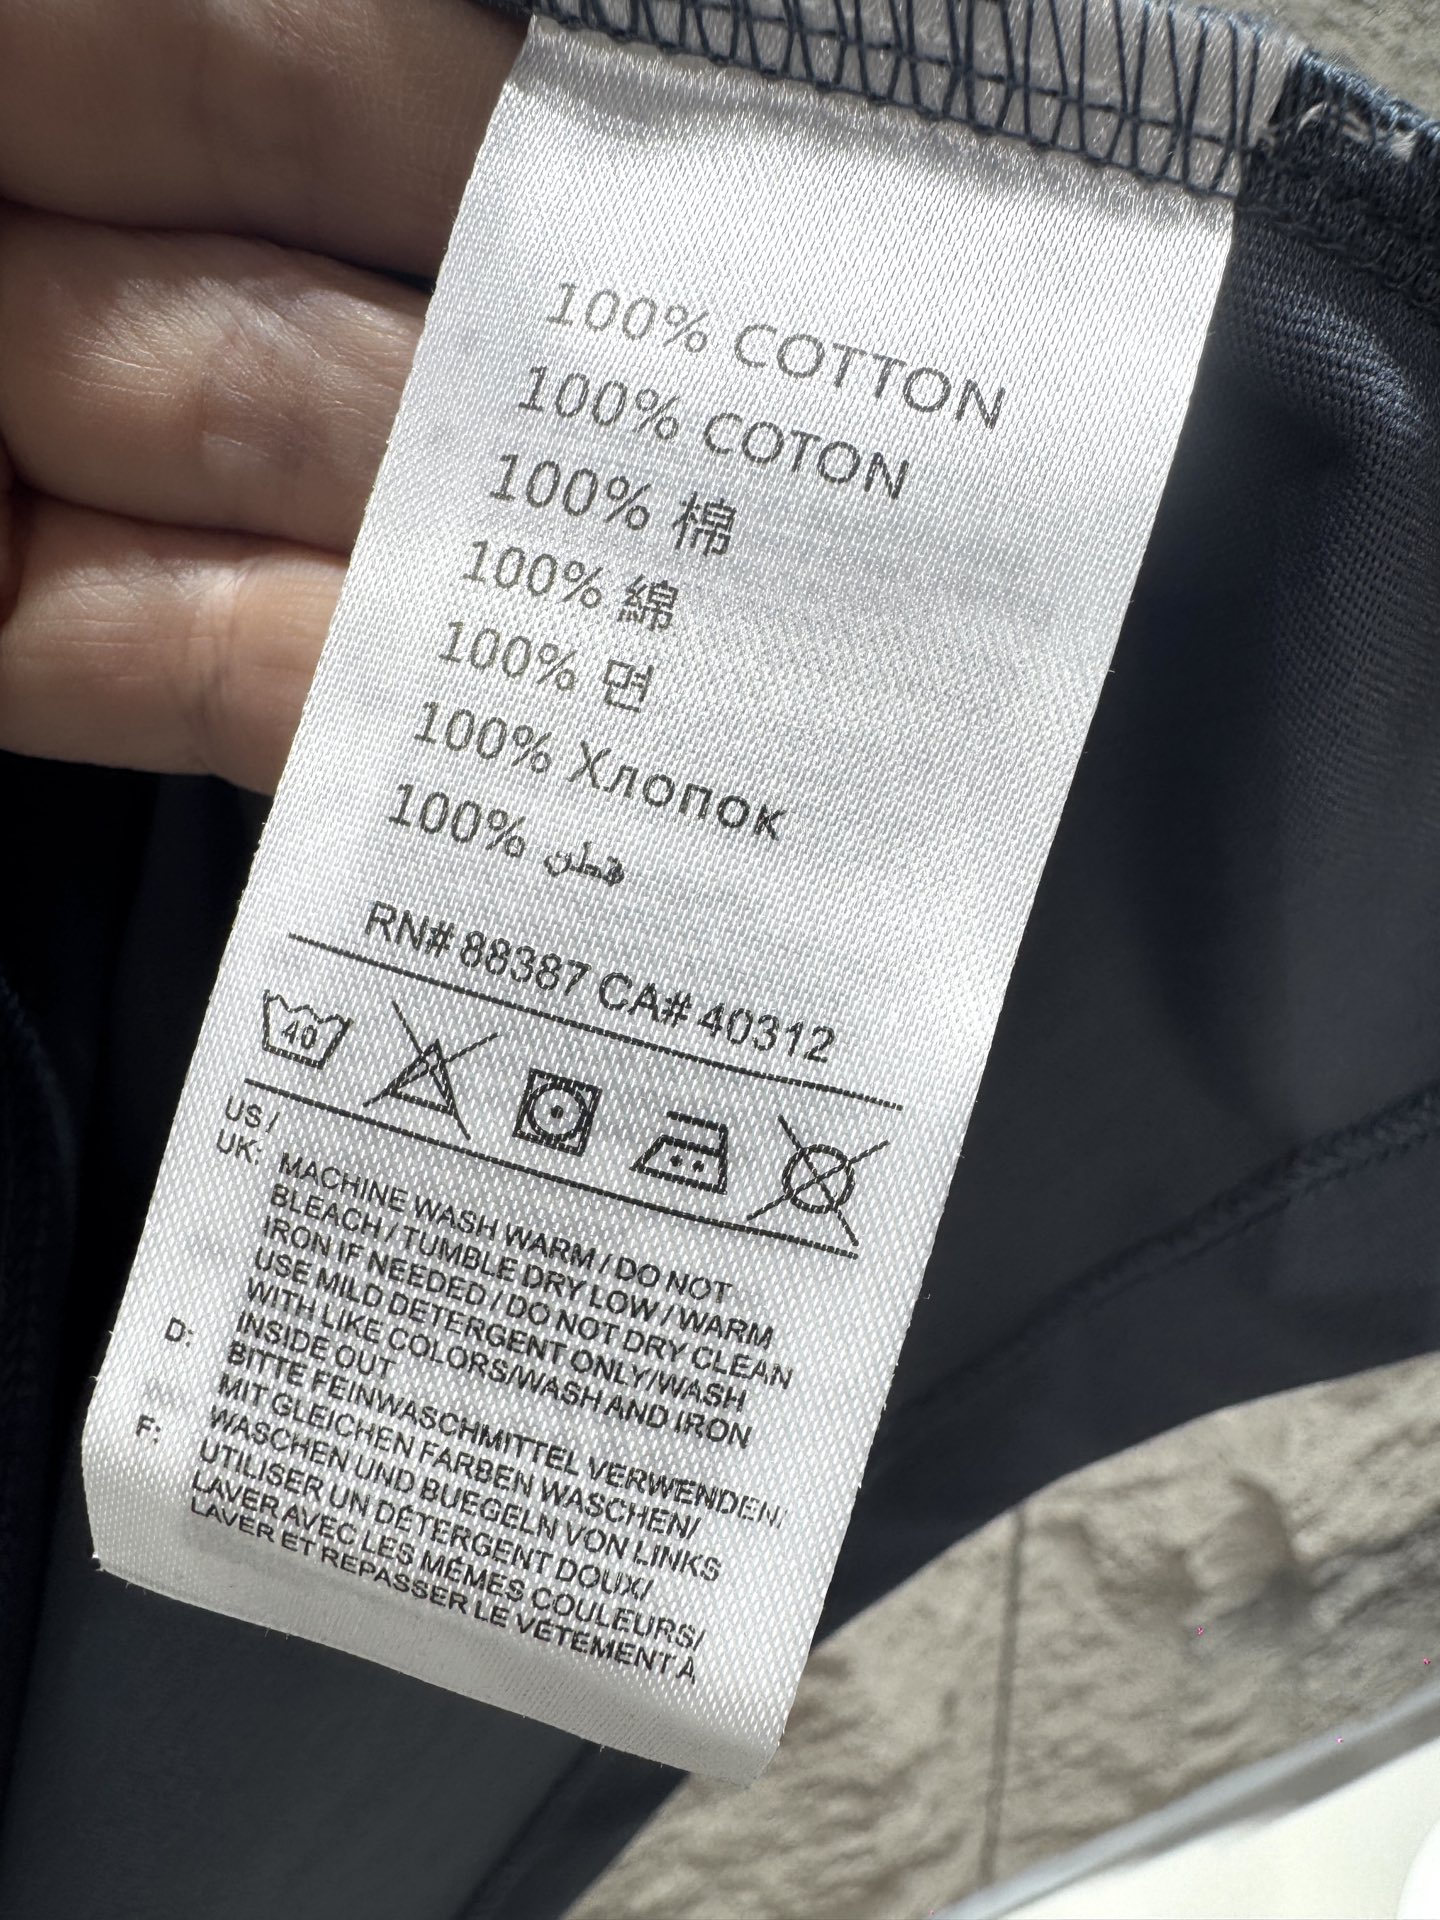 100% COTTON
100% COTON
100% 棉
100% 綿
100% 면
100% Хлопок
100% قطن
RN# 88387 CA# 40312
40
US /
UK: MACHINE WASH WARM / DO NOT
BLEACH / TUMBLE DRY LOW / WARM
IRON IF NEEDED / DO NOT DRY CLEAN
USE MILD DETERGENT ONLY/WASH
WITH LIKE COLORS/WASH AND IRON
INSIDE OUT
D: BITTE FEINWASCHMITTEL VERWENDEN/
MIT GLEICHEN FARBEN WASCHEN/
WASCHEN UND BUEGELN VON LINKS
F: UTILISER UN DÉTERGENT DOUX/
LAVER AVEC LES MÊMES COULEURS/
LAVER ET REPASSER LE VÊTEMENT À